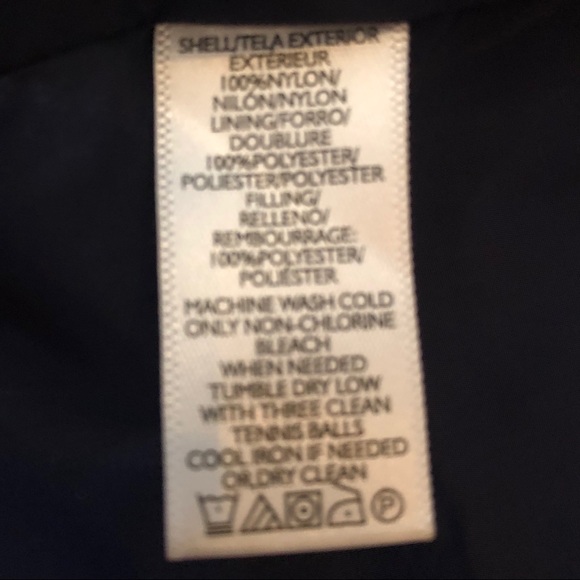 SHELL/TELA EXTERIOR
EXTERIEUR
100%NYLON/
NILÓN/NYLON
LINING/FORRO/
DOUBLURE
100%POLYESTER/
POLIESTER/POLYESTER
FILLING/
RELLENO/
REMBOURRAGE:
100%POLYESTER/
POLIÉSTER
MACHINE WASH COLD
ONLY NON-CHLORINE
BLEACH
WHEN NEEDED
TUMBLE DRY LOW
WITH THREE CLEAN
TENNIS BALLS
COOL IRON IF NEEDED
OR,DRY CLEAN
P